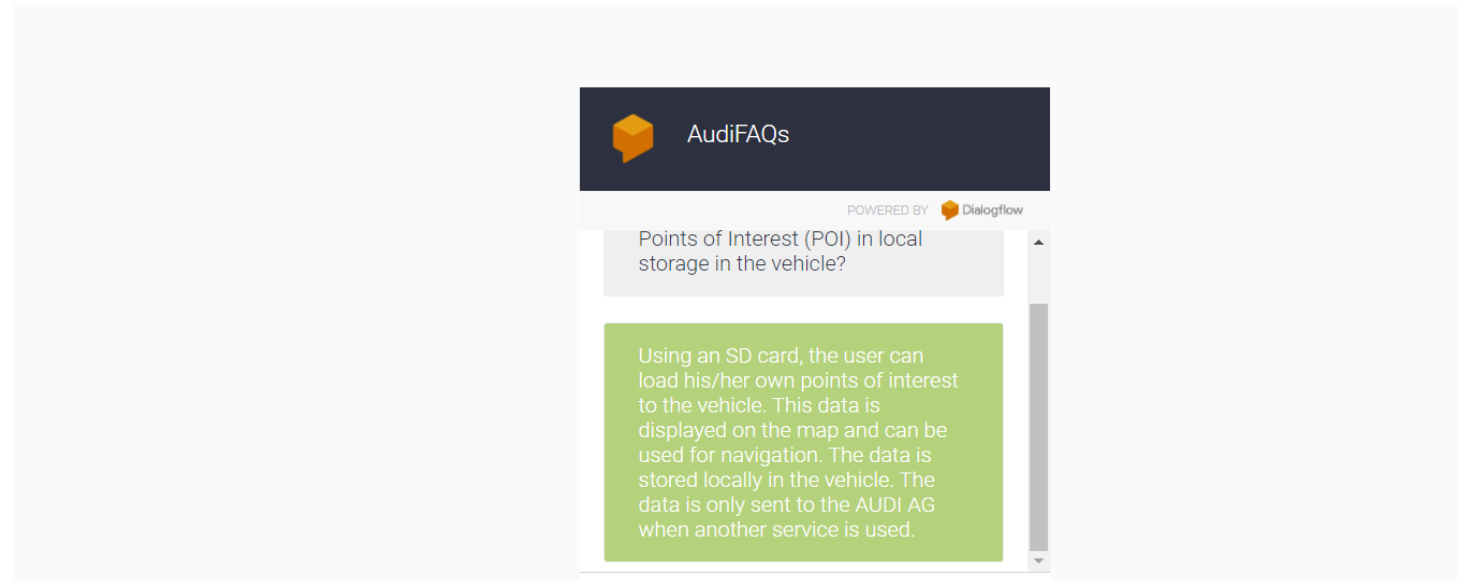 AudiFAQs
POWERED BY Dialogflow
Points of Interest (POI) in local
storage in the vehicle?
Using an SD card, the user can
load his/her own points of interest
to the vehicle. This data is
displayed on the map and can be
used for navigation. The data is
stored locally in the vehicle. The
data is only sent to the AUDI AG
when another service is used.